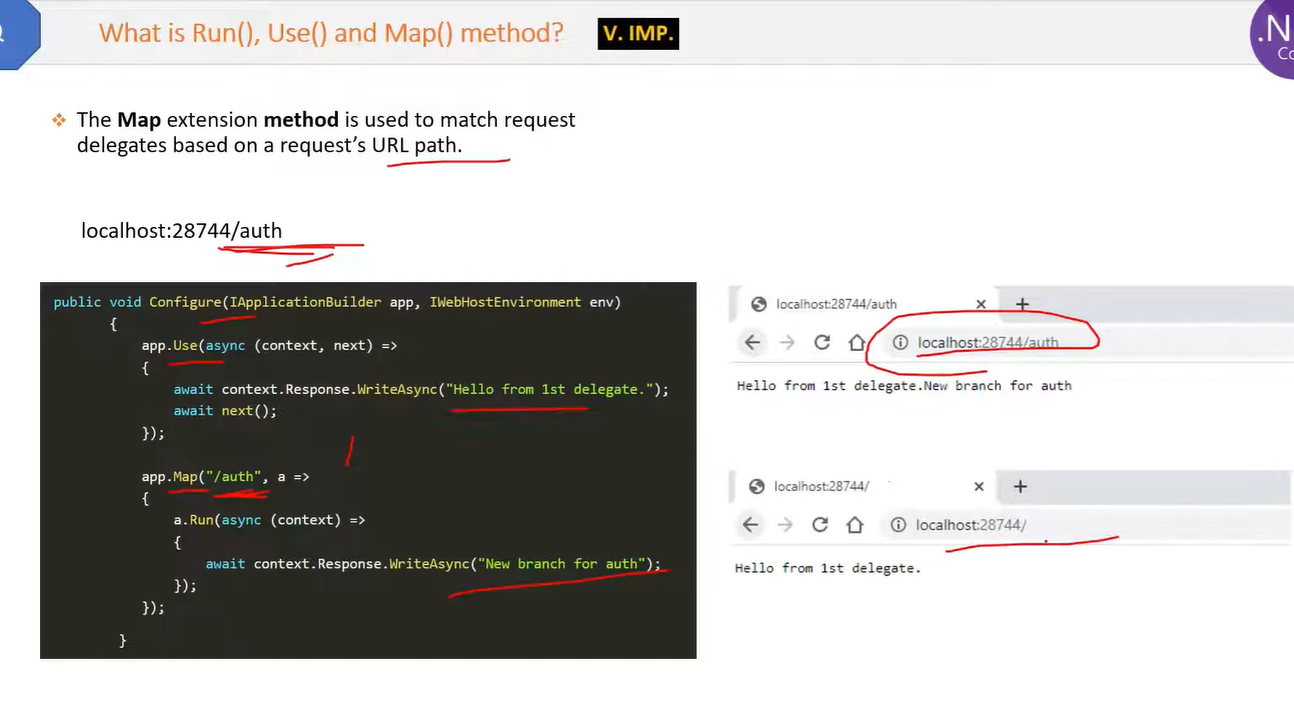 What is Run(), Use() and Map() method?
V. IMP.
.N
Co
The Map extension method is used to match request
delegates based on a request's URL path.
localhost:28744/auth
public void Configure(IApplicationBuilder app, IWebHostEnvironment env)
{
app.Use(async (context, next) =>
{
await context.Response.WriteAsync("Hello from 1st delegate.");
await next();
});
app.Map("/auth", a =>
{
a.Run(async (context) =>
{
await context.Response.WriteAsync("New branch for auth");
});
});
}
localhost:28744/auth
localhost:28744/auth
Hello from 1st delegate.New branch for auth
localhost:28744/
localhost:28744/
Hello from 1st delegate.